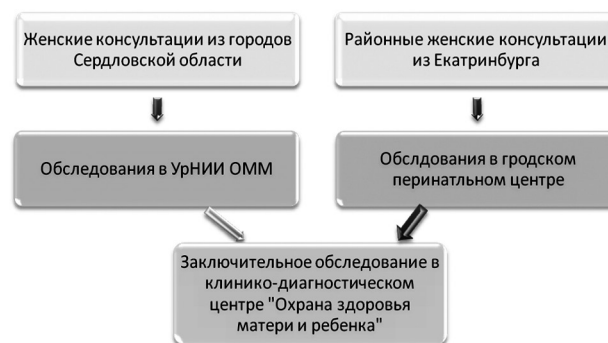 Женские консультации из городов
Сердловской области
Районные женские консультации
из Екатринбурга
Обследования в УрНИИ ОММ
Обслдования в гродском
перинатльном центре
Заключительное обследование в
клинико-диагностическом
центре "Охрана здоровья
матери и ребенка"